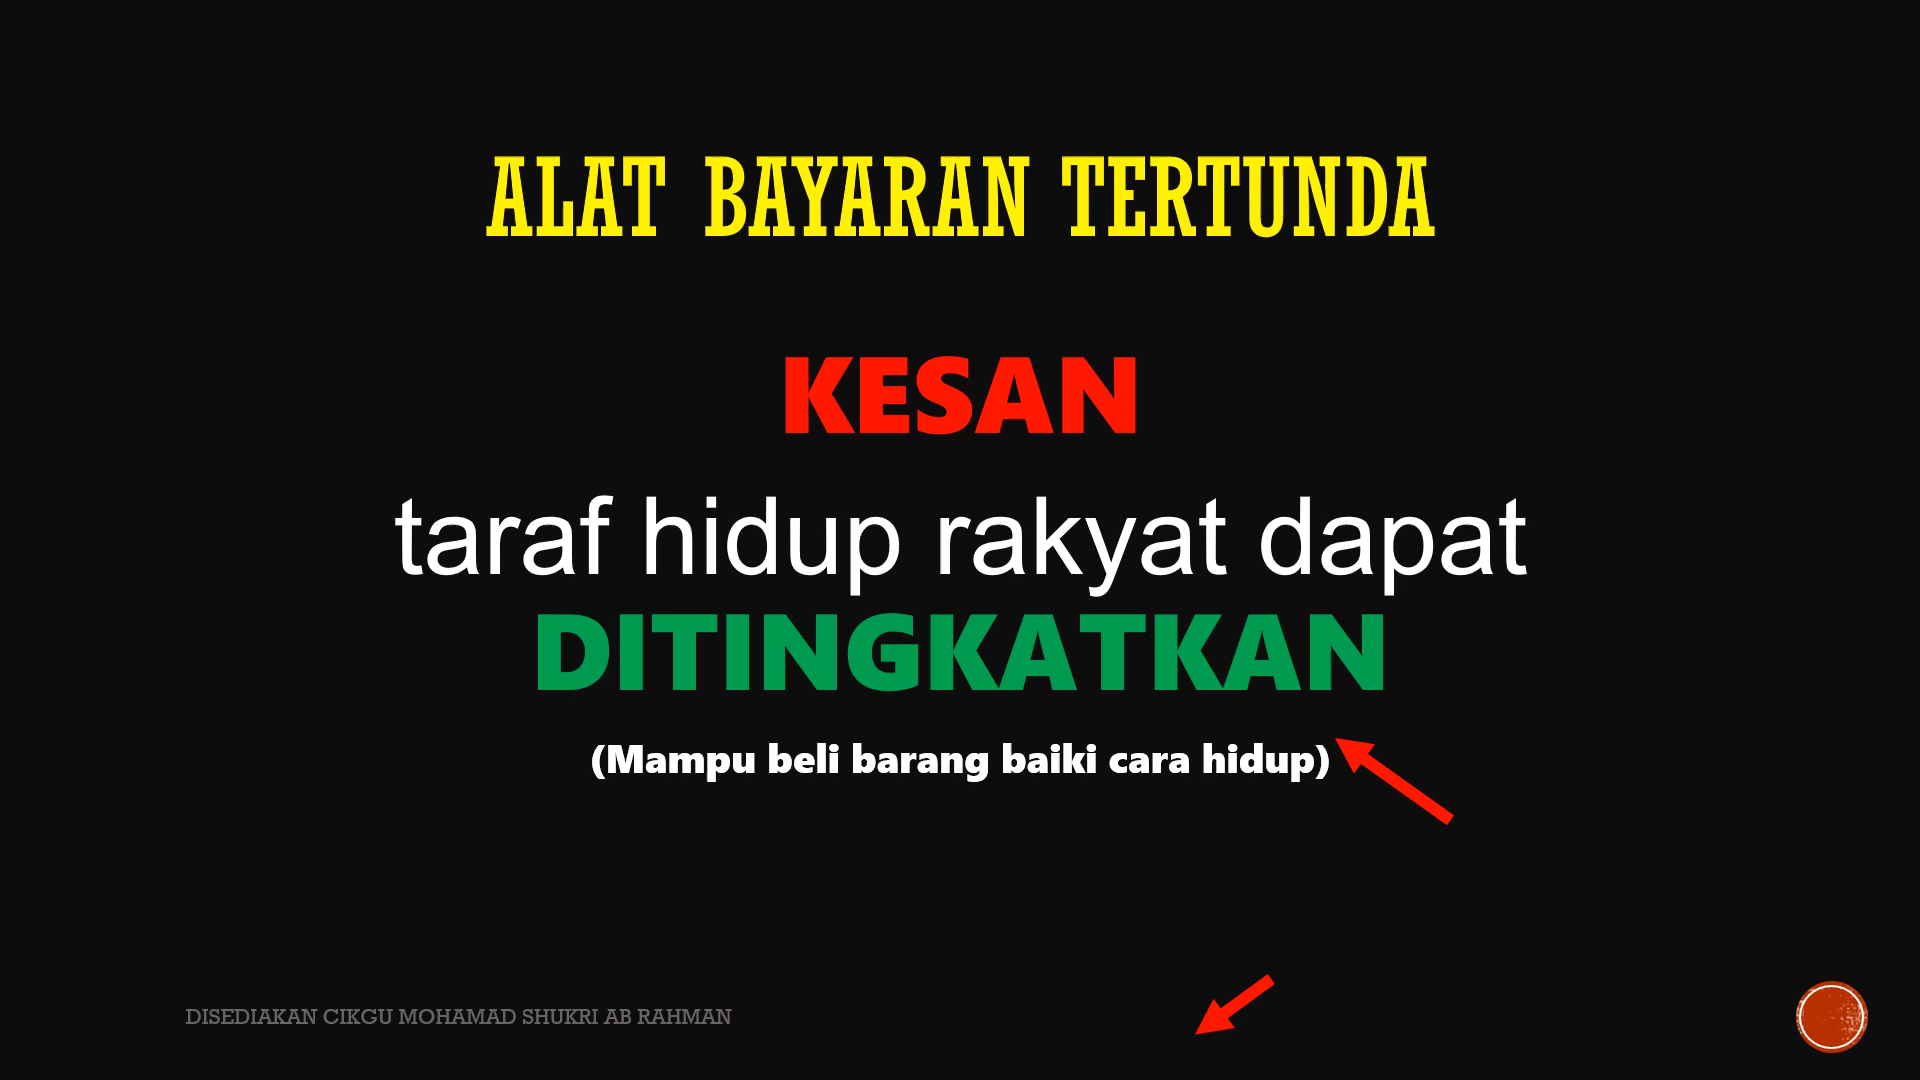 ALAT BAYARAN TERTUNDA
KESAN
taraf hidup rakyat dapat
DITINGKATKAN
(Mampu beli barang baiki cara hidup)
DISEDIAKAN CIKGU MOHAMAD SHUKRI AB RAHMAN